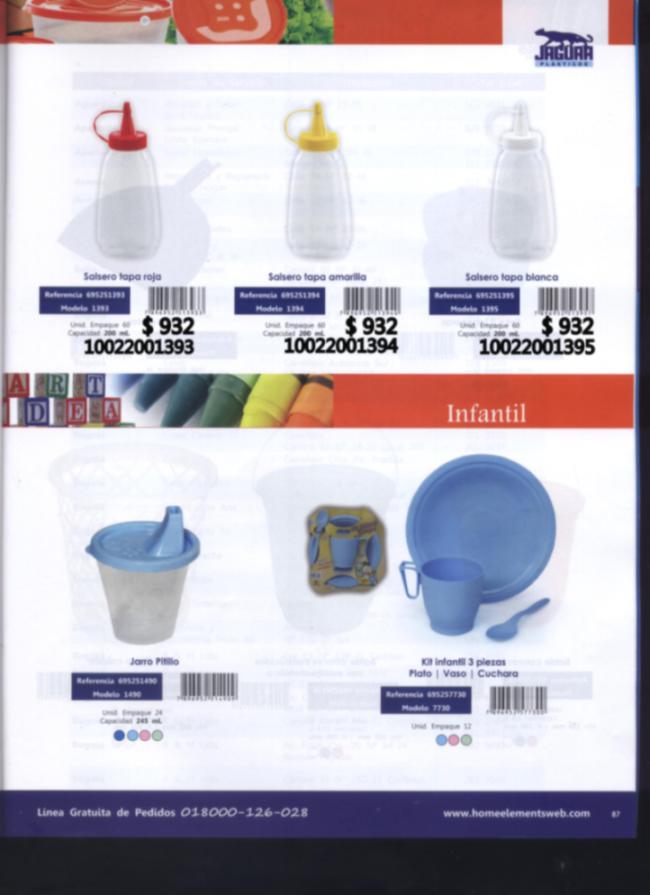 JAGUAR
PLASTICOS
Salsero tapa roja
Referencia 695251393
Modelo 1393
Unid. Empaque 60
Capacidad 200 mL
$ 932
10022001393
Salsero tapa amarilla
Referencia 695251394
Modelo 1394
Unid. Empaque 60
Capacidad 200 mL
$ 932
10022001394
Salsero tapa blanca
Referencia 695251395
Modelo 1395
Unid. Empaque 60
Capacidad 200 mL
$ 932
10022001395
ART
IDEA
Infantil
Jarro Pitillo
Referencia 695251490
Modelo 1490
Unid. Empaque 24
Capacidad 245 mL
Kit infantil 3 piezas
Plato | Vaso | Cuchara
Referencia 695257730
Modelo 7730
Unid. Empaque 12
Línea Gratuita de Pedidos 018000-126-028
www.homeelementsweb.com 87